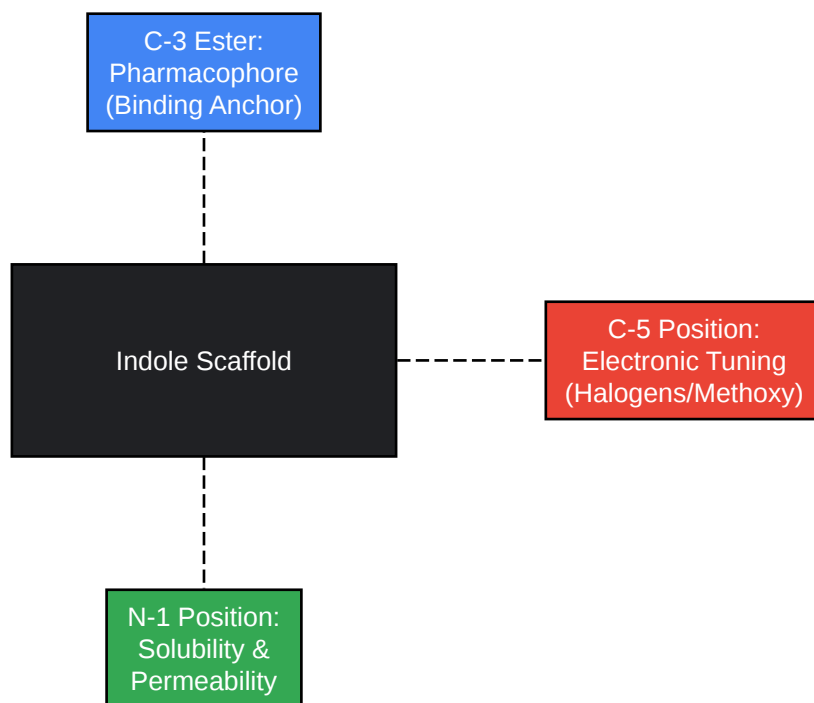 C-3 Ester:
Pharmacophore
(Binding Anchor)
Indole Scaffold
C-5 Position:
Electronic Tuning
(Halogens/Methoxy)
N-1 Position:
Solubility &
Permeability